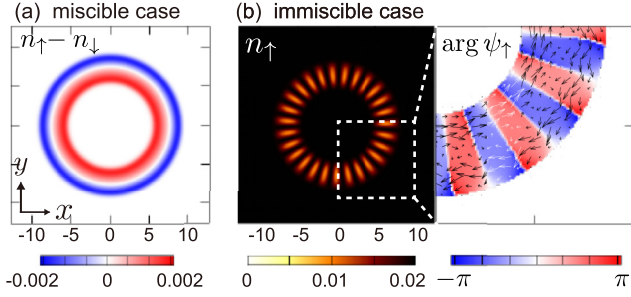 (a) miscible case
n↑ − n↓
y
x
-10 -5 0 5 10
-0.002 0 0.002
(b) immiscible case
n↑
arg ψ↑
-10 -5 0 5 10
0 0.01 0.02
−π π